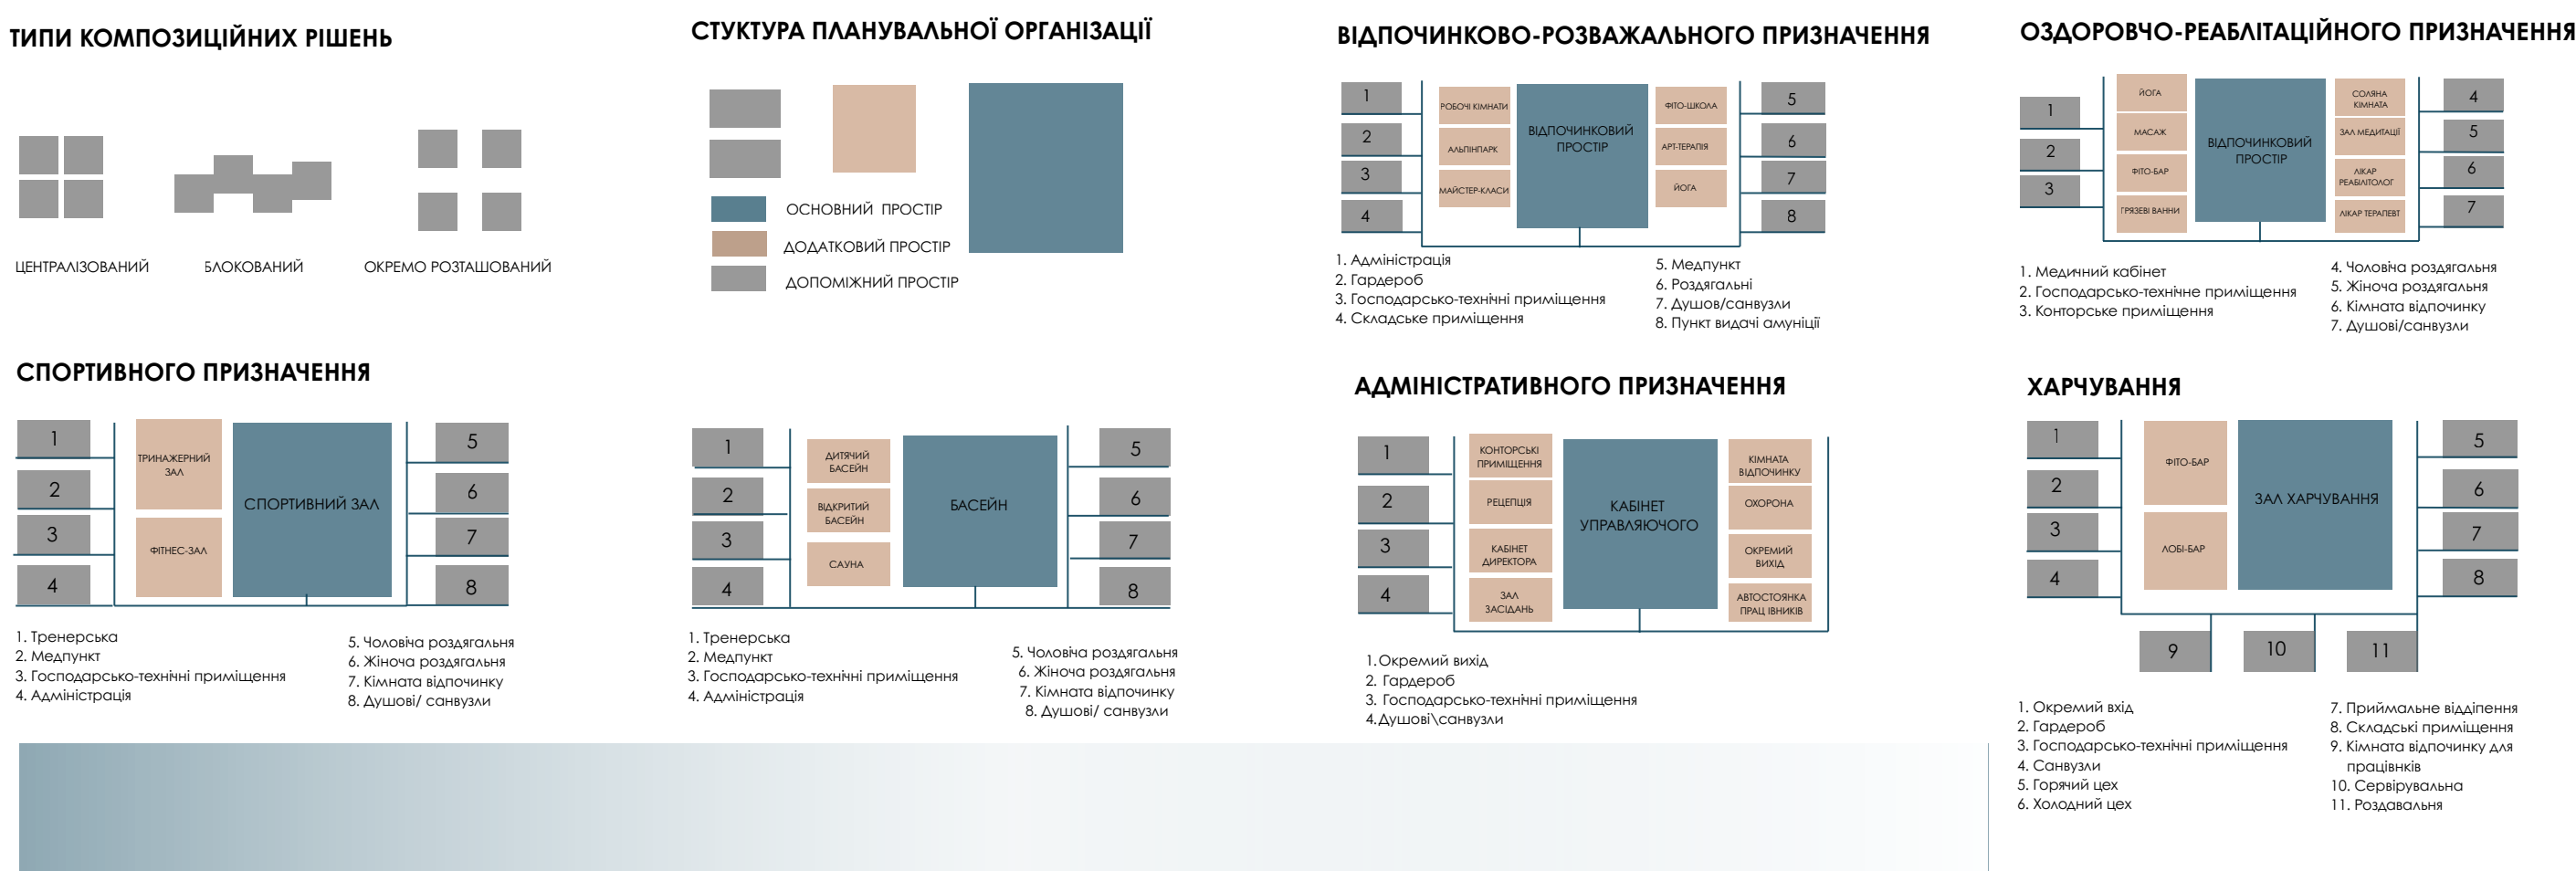 ТИПИ КОМПОЗИЦІЙНИХ РІШЕНЬ
ЦЕНТРАЛІЗОВАНИЙ
БЛОКОВАНИЙ
ОКРЕМО РОЗТАШОВАНИЙ
СТУКТУРА ПЛАНУВАЛЬНОЇ ОРГАНІЗАЦІЇ
ОСНОВНИЙ ПРОСТІР
ДОДАТКОВИЙ ПРОСТІР
ДОПОМІЖНИЙ ПРОСТІР
ВІДПОЧИНКОВО-РОЗВАЖАЛЬНОГО ПРИЗНАЧЕННЯ
1
2
3
4
РОБОЧІ КІМНАТИ
АЛЬПІНПАРК
МАЙСТЕР-КЛАСИ
ВІДПОЧИНКОВИЙ
ПРОСТІР
ФІТО-ШКОЛА
АРТ-ТЕРАПІЯ
ЙОГА
5
6
7
8
1. Адміністрація
2. Гардероб
3. Господарсько-технічні приміщення
4. Складське приміщення
5. Медпункт
6. Роздягальні
7. Душов/санвузли
8. Пункт видачі амуніції
ОЗДОРОВЧО-РЕАБЛІТАЦІЙНОГО ПРИЗНАЧЕННЯ
1
2
3
ЙОГА
МАСАЖ
ФІТО-БАР
ГРЯЗЕВІ ВАННИ
ВІДПОЧИНКОВИЙ
ПРОСТІР
СОЛЯНА
КІМНАТА
ЗАЛ МЕДИТАЦІЇ
ЛІКАР
РЕАБІЛІТОЛОГ
ЛІКАР ТЕРАПЕВТ
4
5
6
7
1. Медичний кабінет
2. Господарсько-технічне приміщення
3. Конторське приміщення
4. Чоловіча роздягальня
5. Жіноча роздягальня
6. Кімната відпочинку
7. Душові/санвузли
СПОРТИВНОГО ПРИЗНАЧЕННЯ
1
2
3
4
ТРИНАЖЕРНИЙ
ЗАЛ
ФІТНЕС-ЗАЛ
СПОРТИВНИЙ ЗАЛ
5
6
7
8
1. Тренерська
2. Медпункт
3. Господарсько-технічні приміщення
4. Адміністрація
5. Чоловіча роздягальня
6. Жіноча роздягальня
7. Кімната відпочинку
8. Душові/ санвузли
1
2
3
4
ДИТЯЧИЙ
БАСЕЙН
ВІДКРИТИЙ
БАСЕЙН
САУНА
БАСЕЙН
5
6
7
8
1. Тренерська
2. Медпункт
3. Господарсько-технічні приміщення
4. Адміністрація
5. Чоловіча роздягальня
6. Жіноча роздягальня
7. Кімната відпочинку
8. Душові/ санвузли
АДМІНІСТРАТИВНОГО ПРИЗНАЧЕННЯ
1
2
3
4
КОНТОРСЬКІ
ПРИМІЩЕННЯ
РЕЦЕПЦІЯ
КАБІНЕТ
ДИРЕКТОРА
ЗАЛ
ЗАСІДАНЬ
КАБІНЕТ
УПРАВЛЯЮЧОГО
КІМНАТА
ВІДПОЧИНКУ
ОХОРОНА
ОКРЕМИЙ
ВИХІД
АВТОСТОЯНКА
ПРАЦ ІВНИКІВ
1. Окремий вихід
2. Гардероб
3. Господарсько-технічні приміщення
4.Душові\санвузли
ХАРЧУВАННЯ
1
2
3
4
ФІТО-БАР
ЛОБІ-БАР
ЗАЛ ХАРЧУВАННЯ
5
6
7
8
9
10
11
1. Окремий вхід
2. Гардероб
3. Господарсько-технічні приміщення
4. Санвузли
5. Горячий цех
6. Холодний цех
7. Приймальне відділення
8. Складські приміщення
9. Кімната відпочинку для
працівнків
10. Сервірувальна
11. Роздавальня